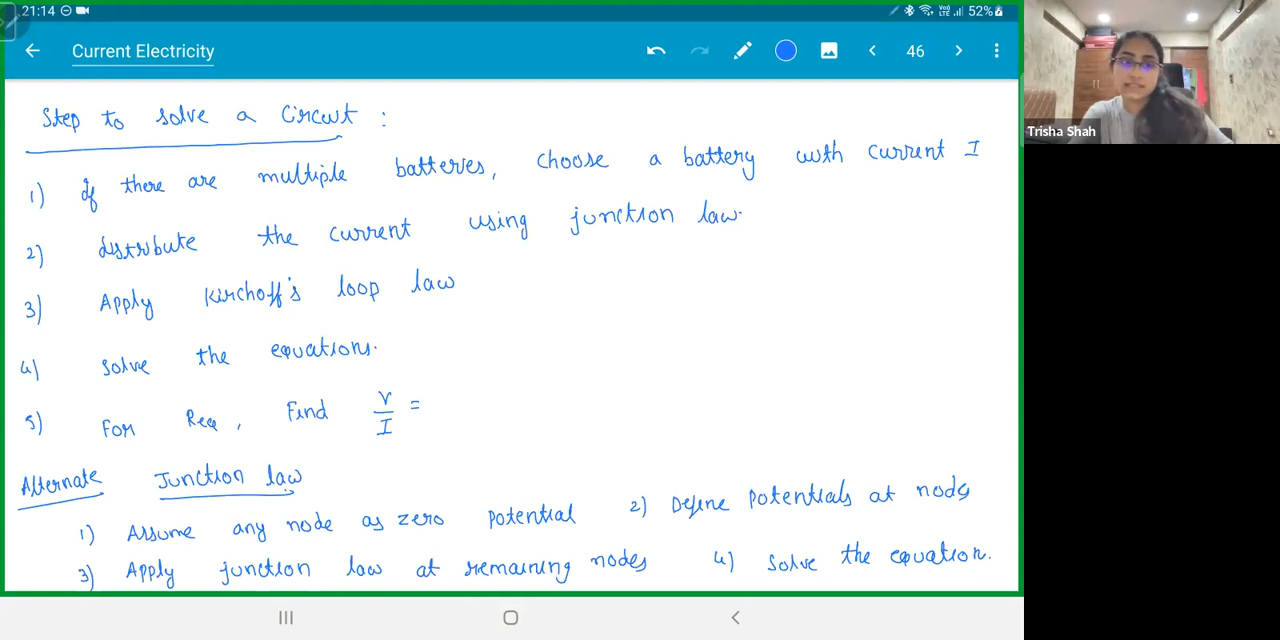 21:14 52%
Current Electricity 46
Trisha Shah
Step to solve a circuit :
1) If there are multiple batteries, choose a battery with current I
2) distribute the current using junction law.
3) Apply Kirchoff's loop law
4) Solve the equations.
5) For Req, Find V/I =
Alternate Junction law
1) Assume any node as zero potential 2) Define potentials at nodes
3) Apply junction law at remaining nodes 4) Solve the equation.